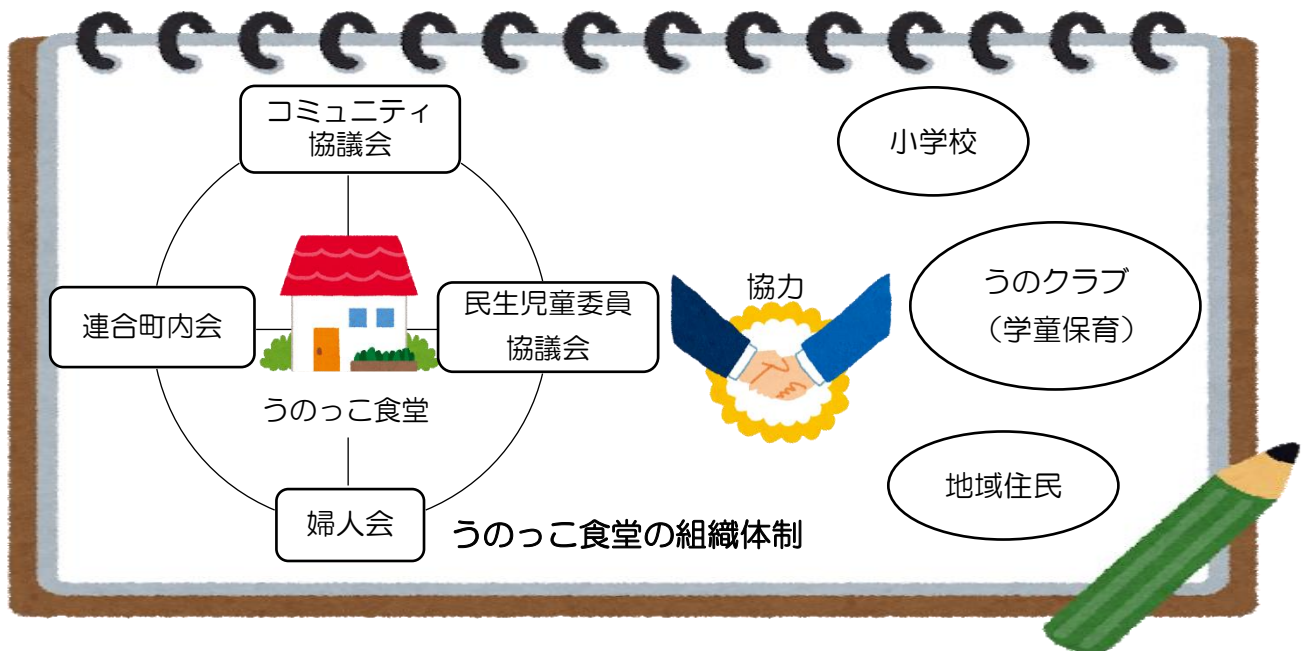 コミュニティ
協議会
連合町内会
民生児童委員
協議会
うのっこ食堂
婦人会
うのっこ食堂の組織体制
協力
小学校
うのクラブ
（学童保育）
地域住民